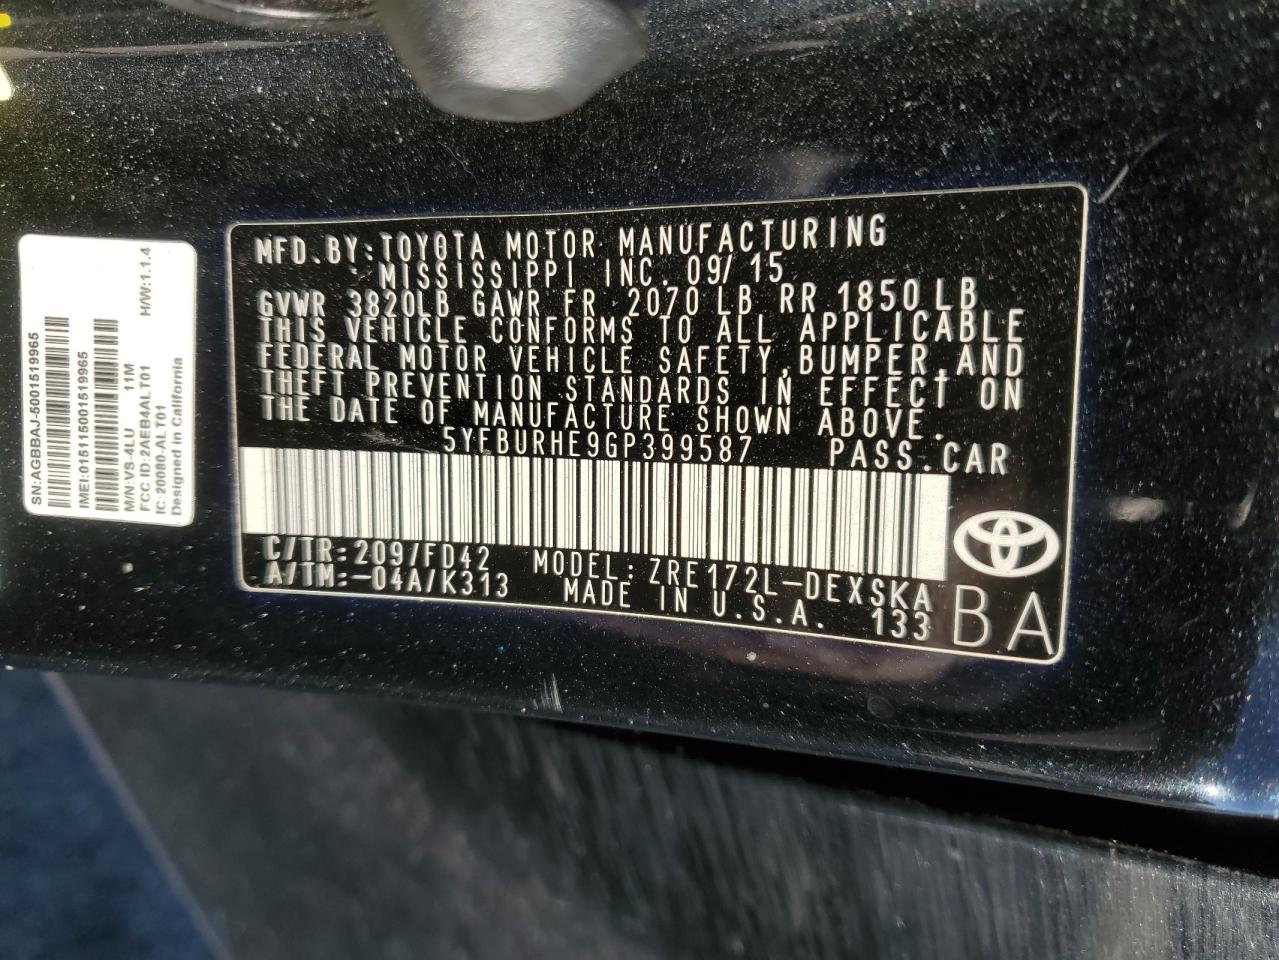 MFD.BY:TOYOTA MOTOR MANUFACTURING
MISSISSIPPI INC. 09/15
GVWR 3820LB GAWR FR 2070 LB RR 1850 LB
THIS VEHICLE CONFORMS TO ALL APPLICABLE
FEDERAL MOTOR VEHICLE SAFETY,BUMPER,AND
THEFT PREVENTION STANDARDS IN EFFECT ON
THE DATE OF MANUFACTURE SHOWN ABOVE.
5YFBURHE9GP399587 PASS.CAR
C/TR:209/FD42 MODEL:ZRE172L-DEXSKA
A/TM:-04A/K313 MADE IN U.S.A. 133
BA
SN:AGBBAJ-5001519965
IMEI:015115001519965
M/N:VS-4LU 11M
FCC ID:2AEB4ALT01
IC:20080-ALT01 H/W:1.1.4
Designed in California